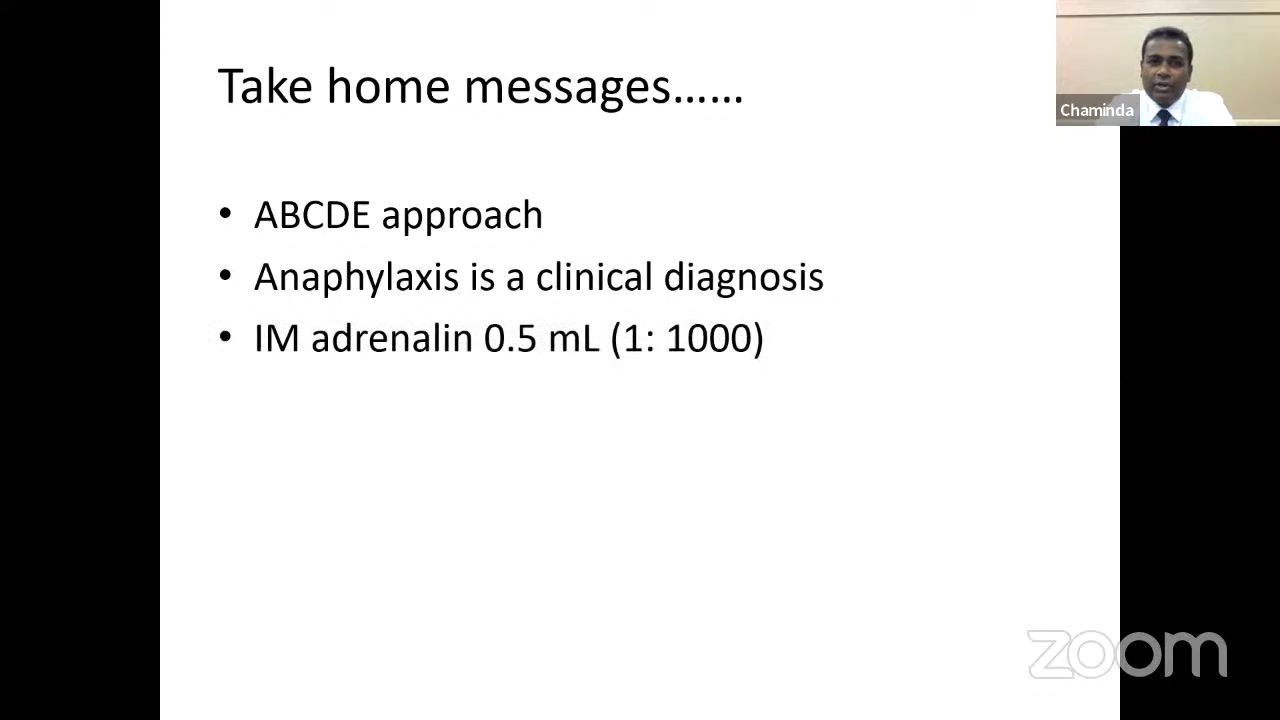 Take home messages......
Chaminda
• ABCDE approach
• Anaphylaxis is a clinical diagnosis
• IM adrenalin 0.5 mL (1: 1000)
zoom